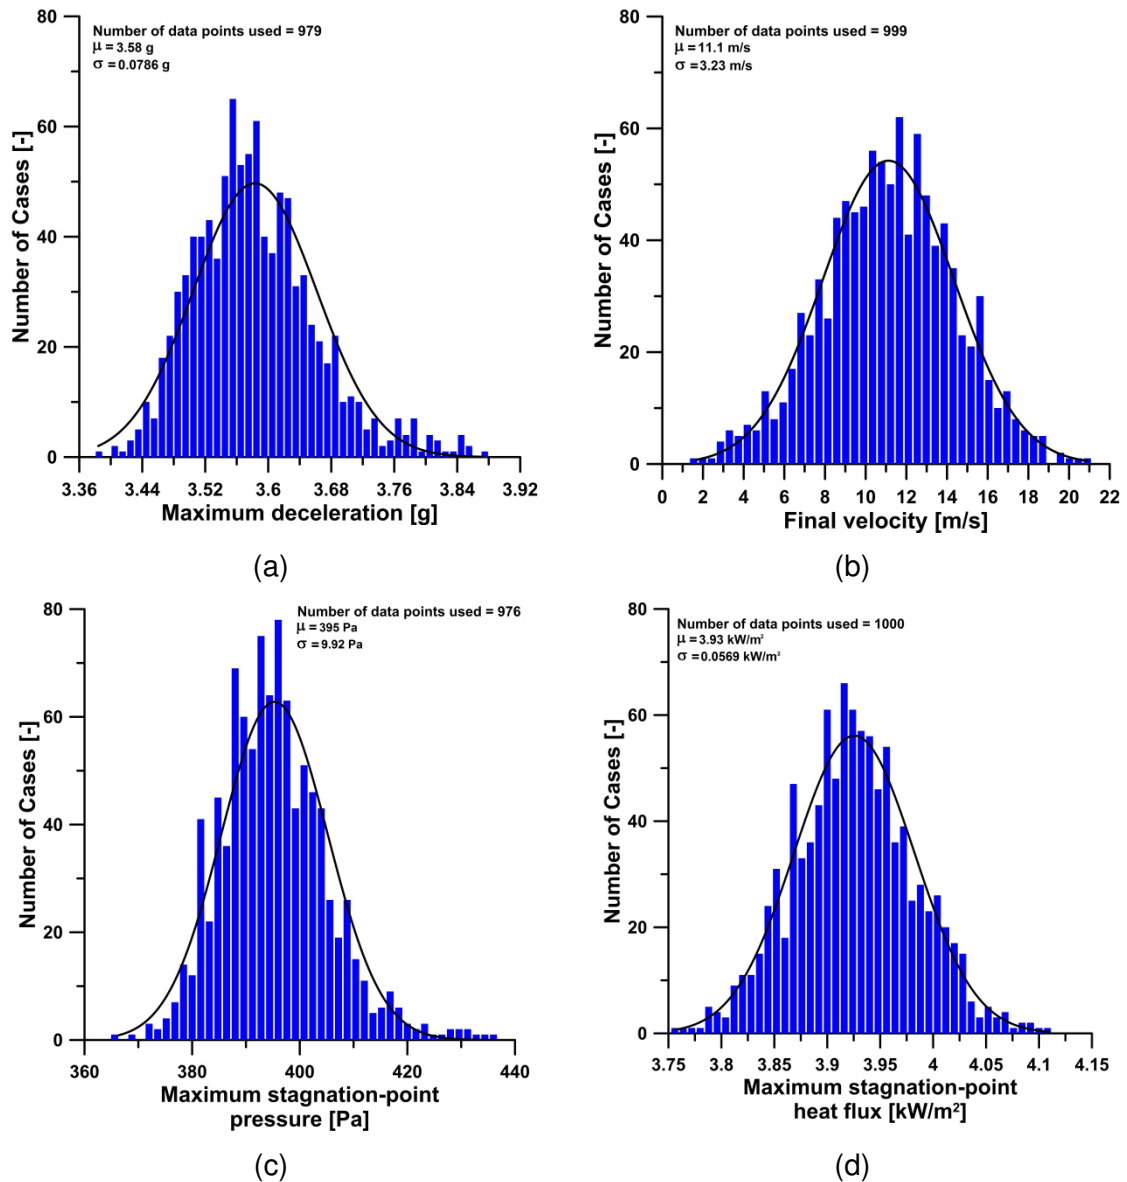 80
60
40
20
0
Number of Cases [-]
Number of data points used = 979
μ = 3.58 g
σ = 0.0786 g
3.36 3.44 3.52 3.6 3.68 3.76 3.84 3.92
Maximum deceleration [g]
(a)
80
60
40
20
0
Number of Cases [-]
Number of data points used = 999
μ = 11.1 m/s
σ = 3.23 m/s
0 2 4 6 8 10 12 14 16 18 20 22
Final velocity [m/s]
(b)
80
60
40
20
0
Number of Cases [-]
Number of data points used = 976
μ = 395 Pa
σ = 9.92 Pa
360 380 400 420 440
Maximum stagnation-point
pressure [Pa]
(c)
80
60
40
20
0
Number of Cases [-]
Number of data points used = 1000
μ = 3.93 kW/m²
σ = 0.0569 kW/m²
3.75 3.8 3.85 3.9 3.95 4 4.05 4.1 4.15
Maximum stagnation-point
heat flux [kW/m²]
(d)